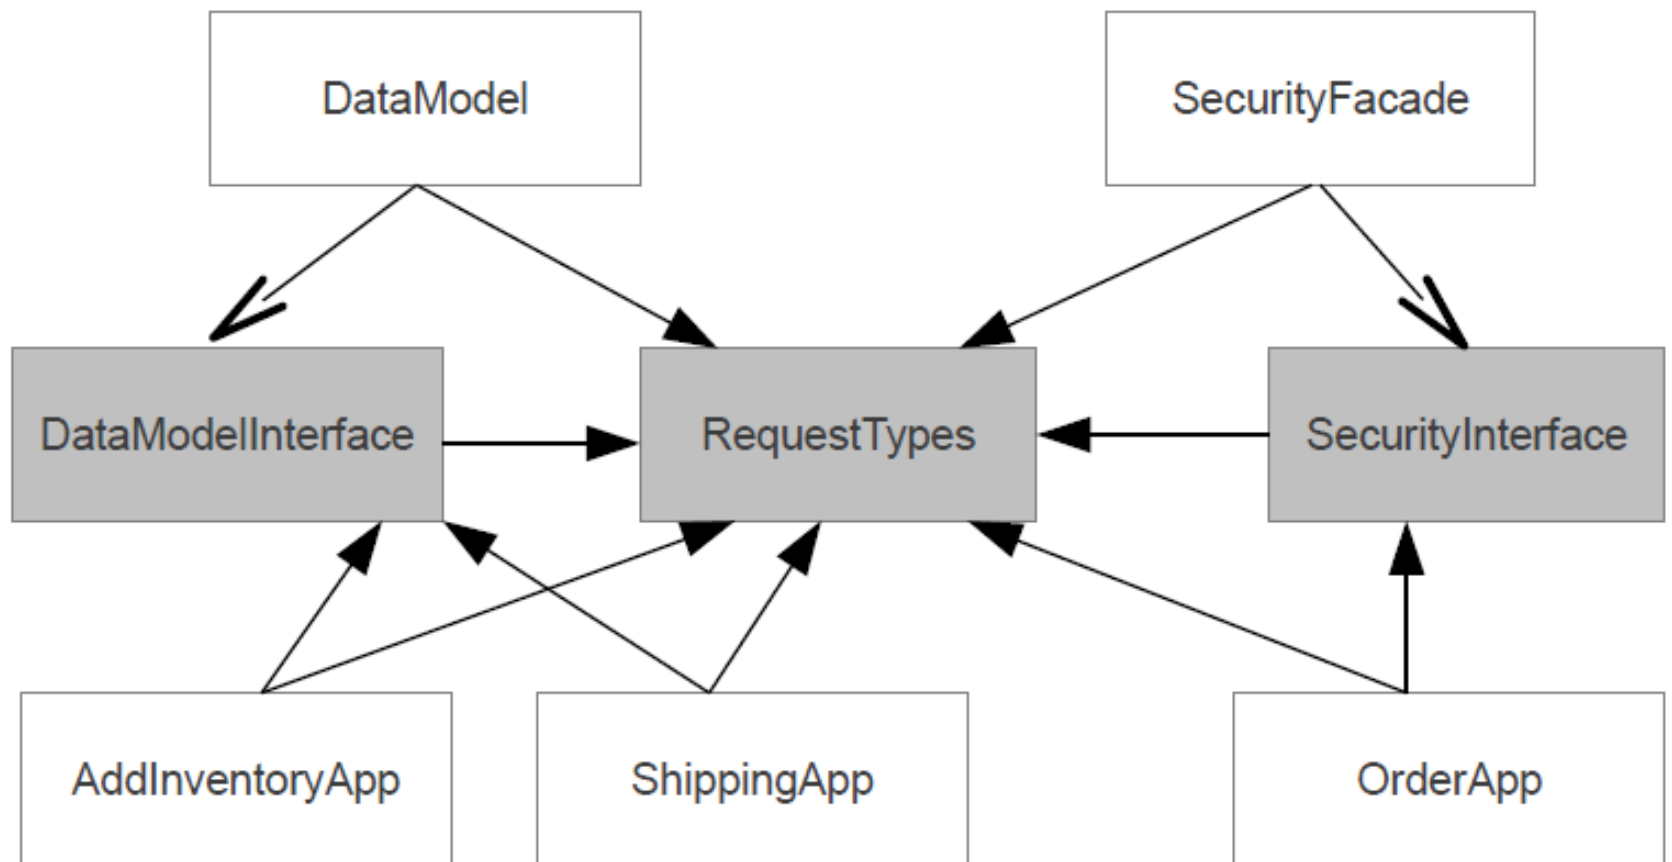 DataModel
SecurityFacade
DataModelInterface
RequestTypes
SecurityInterface
AddInventoryApp
ShippingApp
OrderApp